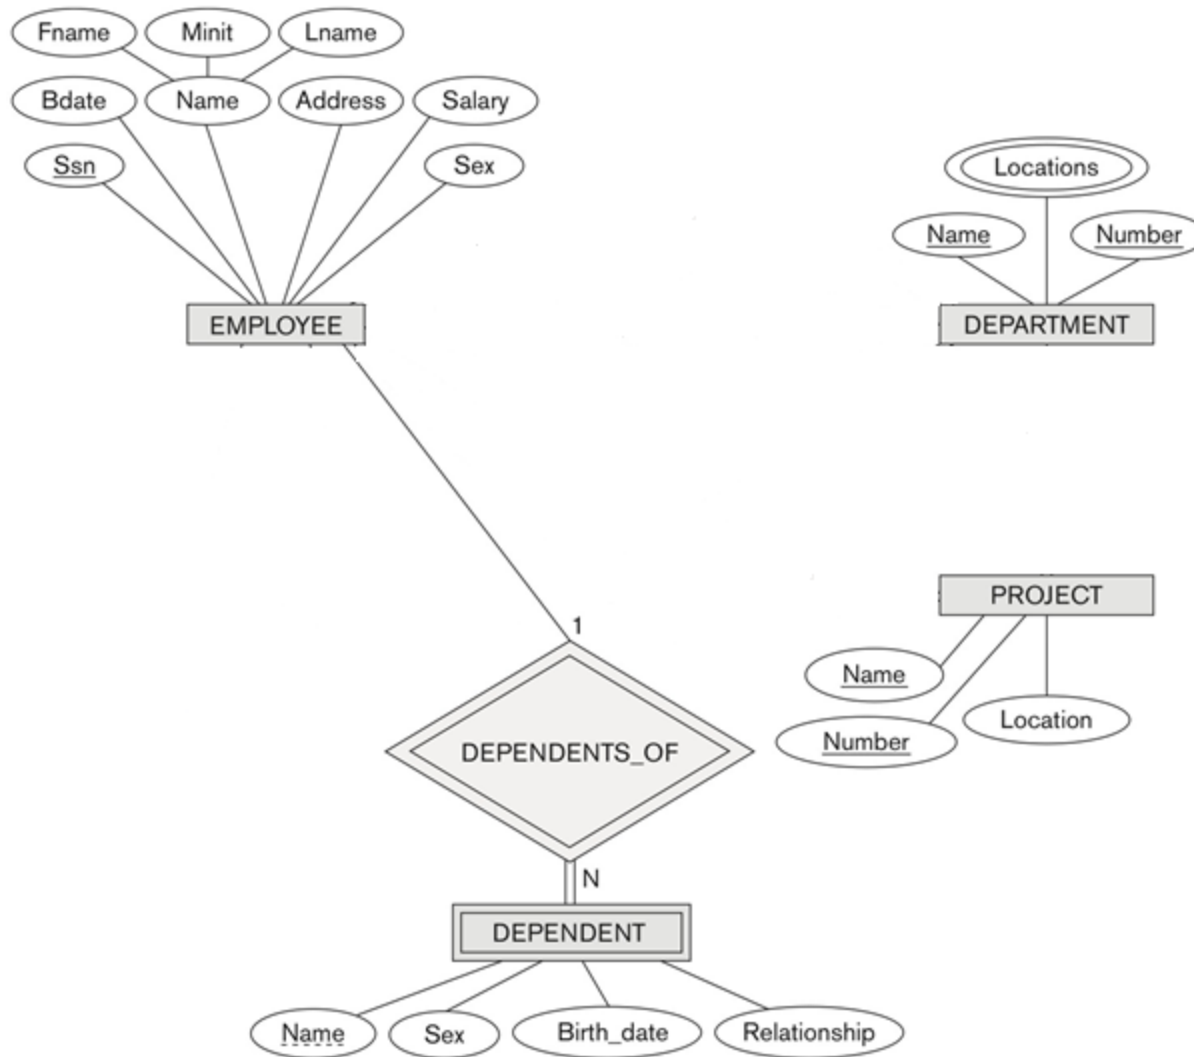 Fname
Minit
Lname
Bdate
Name
Address
Salary
Ssn
Sex
Locations
Name
Number
EMPLOYEE
DEPARTMENT
PROJECT
1
Name
Number
Location
DEPENDENTS_OF
N
DEPENDENT
Name
Sex
Birth_date
Relationship